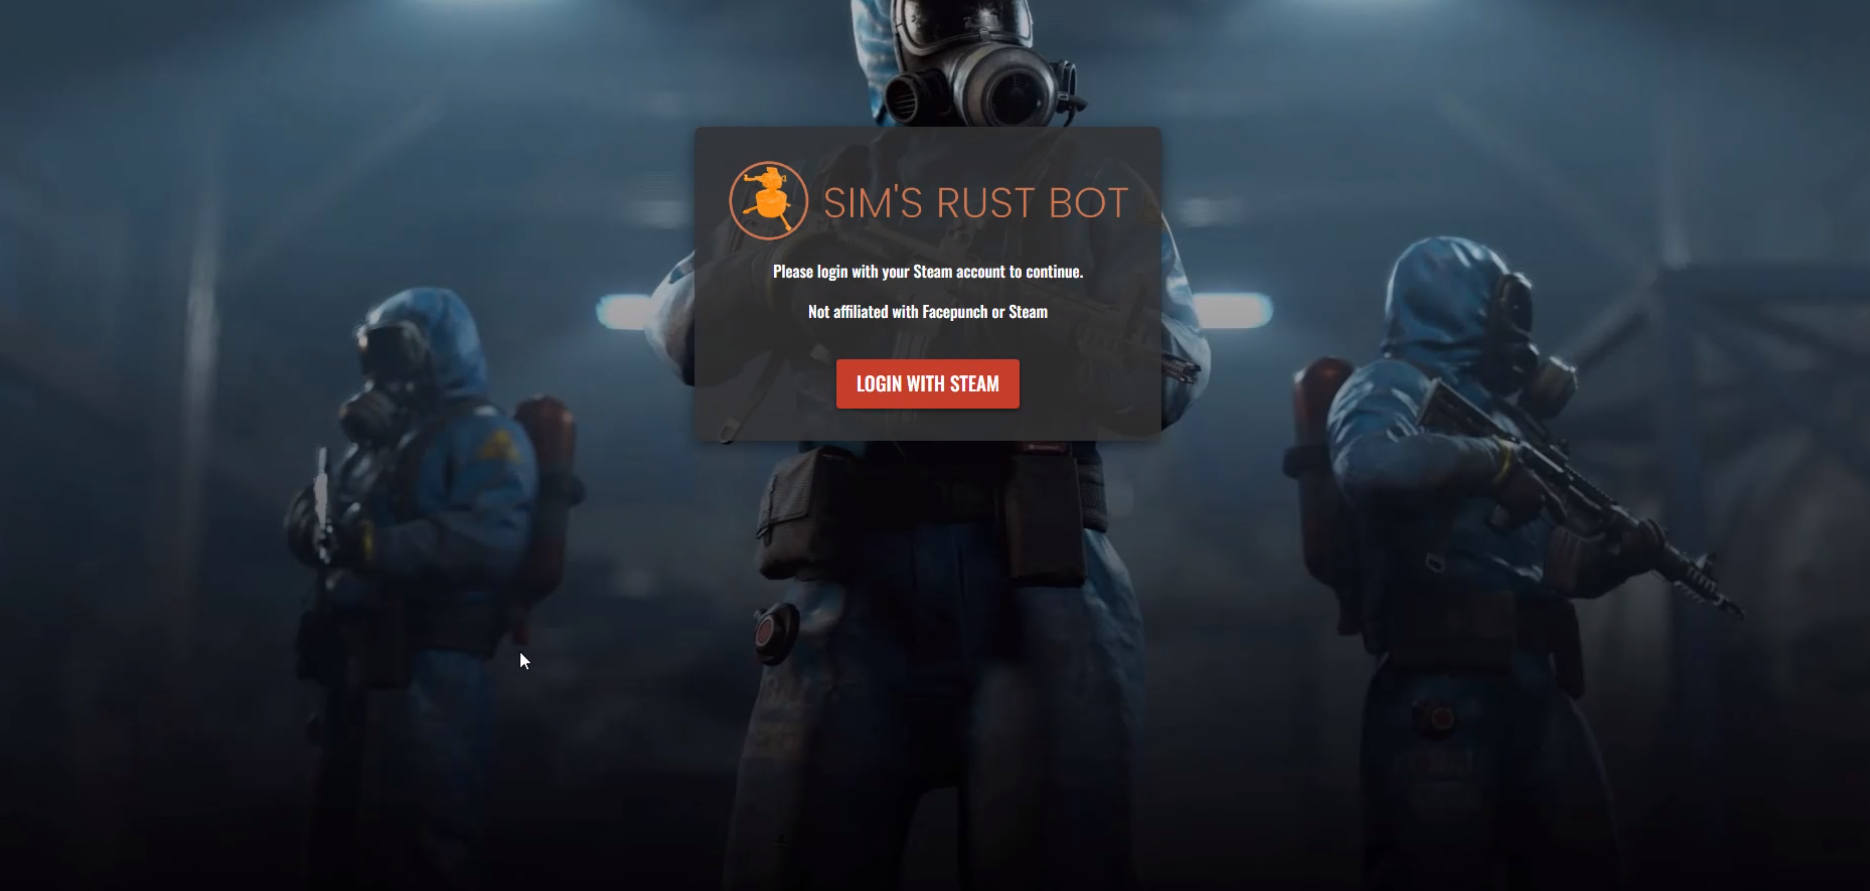 SIM'S RUST BOT
Please login with your Steam account to continue.
Not affiliated with Facepunch or Steam
LOGIN WITH STEAM